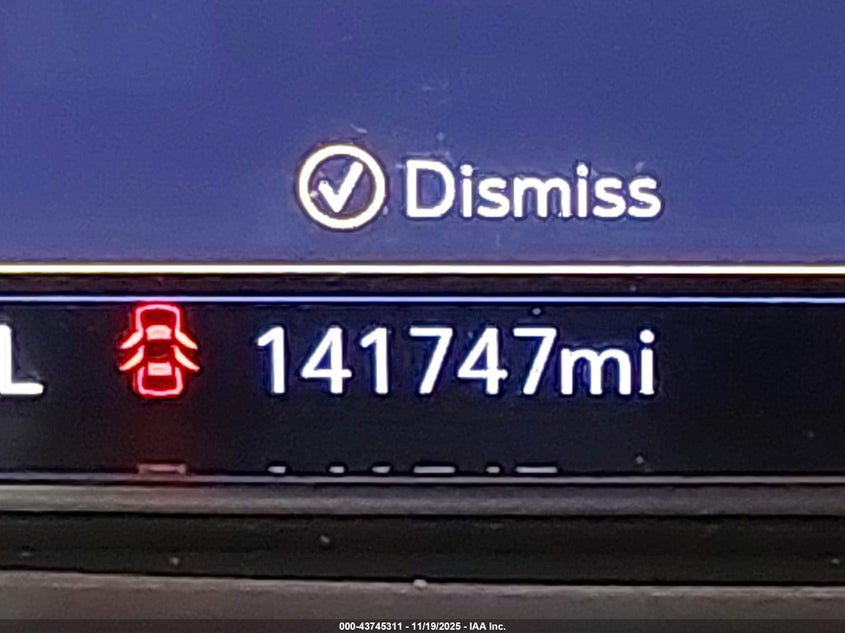 Dismiss
L 141747mi
000-43745311 - 11/19/2025 - IAA Inc.